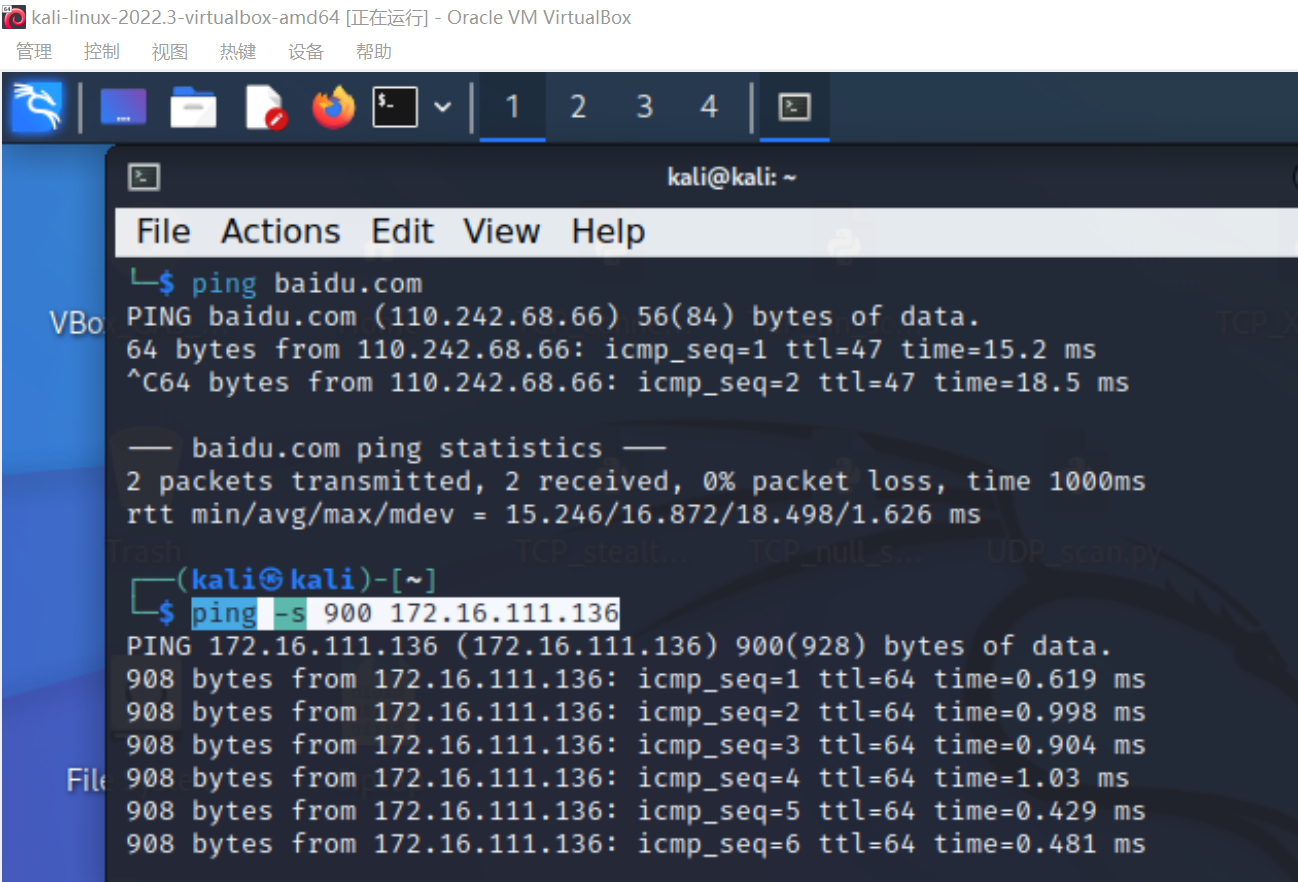 kali-linux-2022.3-virtualbox-amd64 [正在运行] - Oracle VM VirtualBox
管理 控制 视图 热键 设备 帮助
1 2 3 4
kali@kali: ~
File Actions Edit View Help
└─$ ping baidu.com
PING baidu.com (110.242.68.66) 56(84) bytes of data.
64 bytes from 110.242.68.66: icmp_seq=1 ttl=47 time=15.2 ms
^C64 bytes from 110.242.68.66: icmp_seq=2 ttl=47 time=18.5 ms
─── baidu.com ping statistics ───
2 packets transmitted, 2 received, 0% packet loss, time 1000ms
rtt min/avg/max/mdev = 15.246/16.872/18.498/1.626 ms
Trash TCP_stealt... TCP_null_s... UDP_scan.py
┌──(kali㉿kali)-[~]
└─$ ping -s 900 172.16.111.136
PING 172.16.111.136 (172.16.111.136) 900(928) bytes of data.
908 bytes from 172.16.111.136: icmp_seq=1 ttl=64 time=0.619 ms
908 bytes from 172.16.111.136: icmp_seq=2 ttl=64 time=0.998 ms
908 bytes from 172.16.111.136: icmp_seq=3 ttl=64 time=0.904 ms
908 bytes from 172.16.111.136: icmp_seq=4 ttl=64 time=1.03 ms
908 bytes from 172.16.111.136: icmp_seq=5 ttl=64 time=0.429 ms
908 bytes from 172.16.111.136: icmp_seq=6 ttl=64 time=0.481 ms